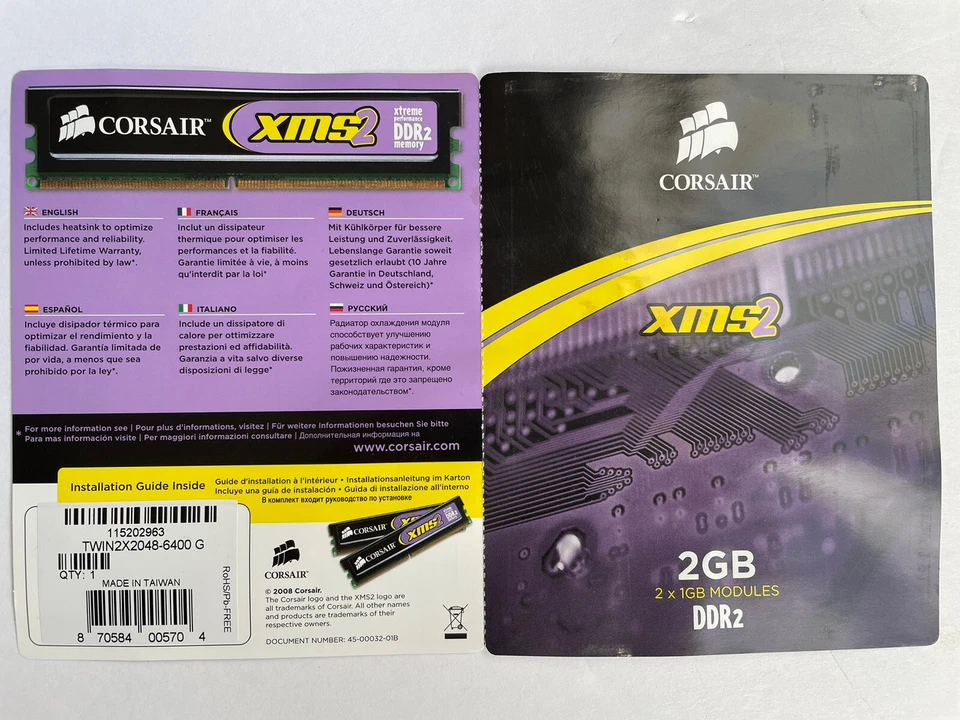 CORSAIR™
XMS2
xtreme
performance
DDR2
memory
ENGLISH
Includes heatsink to optimize
performance and reliability.
Limited Lifetime Warranty,
unless prohibited by law*.
FRANÇAIS
Inclut un dissipateur
thermique pour optimiser les
performances et la fiabilité.
Garantie limitée à vie, à moins
qu'interdit par la loi*
DEUTSCH
Mit Kühlkörper für bessere
Leistung und Zuverlässigkeit.
Lebenslange Garantie soweit
gesetzlich erlaubt (10 Jahre
Garantie in Deutschland,
Schweiz und Östereich)*
ESPAÑOL
Incluye disipador térmico para
optimizar el rendimiento y la
fiabilidad. Garantía limitada de
por vida, a menos que sea
prohibido por la ley*.
ITALIANO
Include un dissipatore di
calore per ottimizzare
prestazioni ed affidabilità.
Garanzia a vita salvo diverse
disposizioni di legge*
РУССКИЙ
Радиатор охлаждения модуля
способствует улучшению
рабочих характеристик и
повышению надежности.
Пожизненная гарантия, кроме
территорий где это запрещено
законодательством*.
* For more information see | Pour plus d'informations, visitez | Für weitere Informationen besuchen Sie bitte
Para mas información visite | Per maggiori informazioni consultare | Дополнительная информация на
www.corsair.com
Installation Guide Inside
Guide d'installation à l'intérieur • Installationsanleitung im Karton
Incluye una guía de instalación • Guida di installazione all'interno
В комплект входит руководство по установке
115202963
TWIN2X2048-6400 G
QTY: 1
MADE IN TAIWAN
8 70584 00570 4
RoHS/Pb-FREE
CORSAIR
XMS2
CORSAIR
XMS2
DDR2
CORSAIR™
© 2008 Corsair.
The Corsair logo and the XMS2 logo are
all trademarks of Corsair. All other names
and products are trademarks of their
respective owners.
DOCUMENT NUMBER: 45-00032-01B
CORSAIR™
XMS2
2GB
2 x 1GB MODULES
DDR2